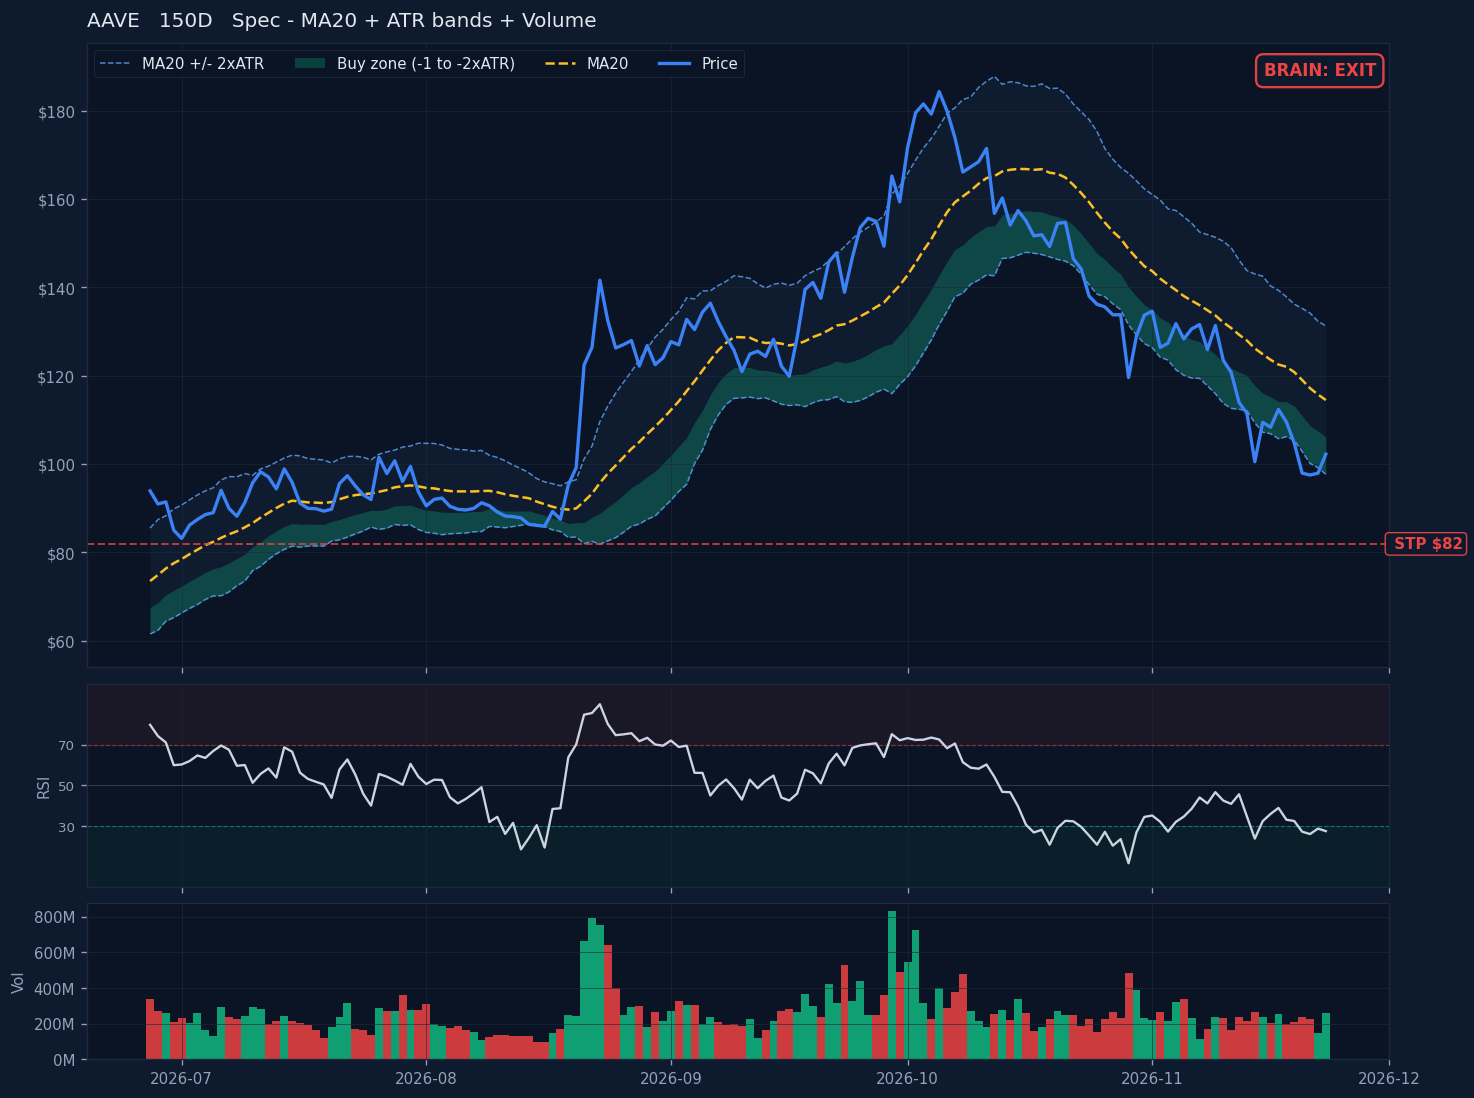 AAVE   150D   Spec - MA20 + ATR bands + Volume
MA20 +/- 2xATR
Buy zone (-1 to -2xATR)
MA20
Price
BRAIN: EXIT
$180
$160
$140
$120
$100
$80
$60
STP $82
RSI
70
50
30
Vol
800M
600M
400M
200M
0M
2026-07
2026-08
2026-09
2026-10
2026-11
2026-12